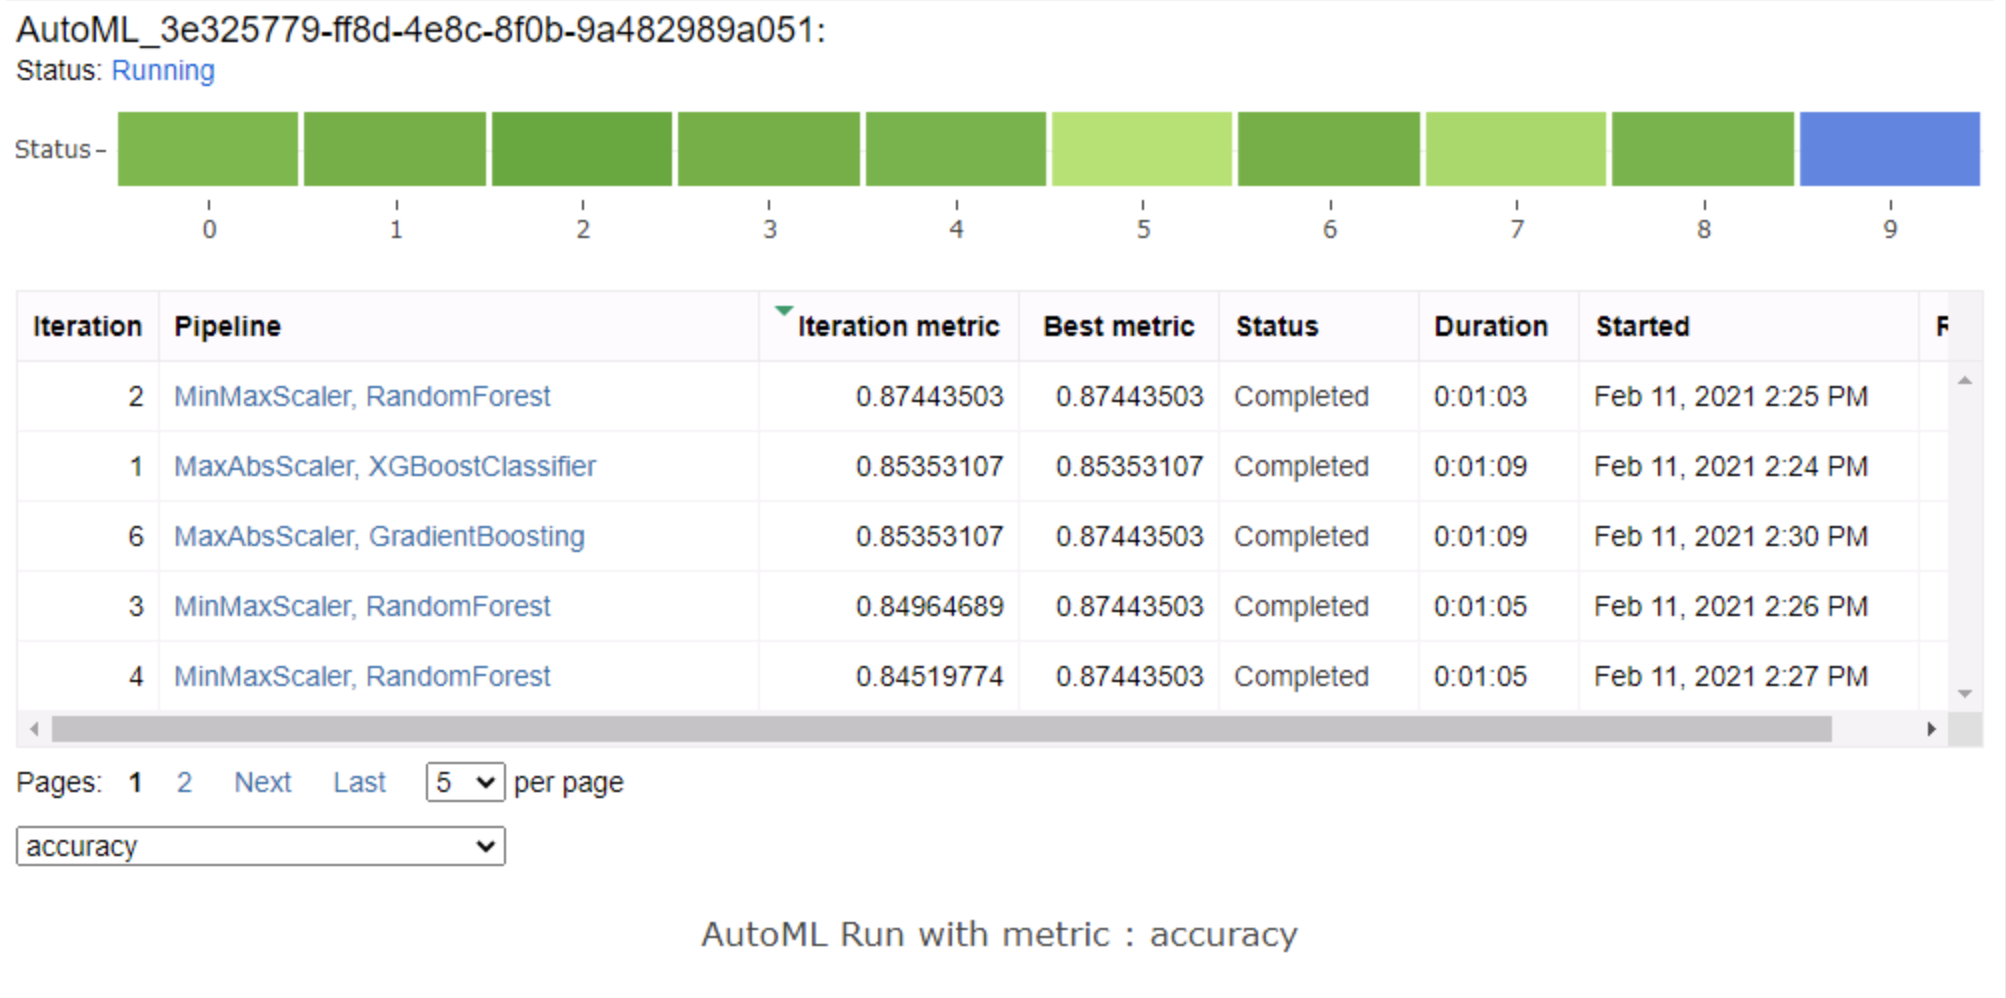 AutoML_3e325779-ff8d-4e8c-8f0b-9a482989a051:
Status: Running
Status
0 1 2 3 4 5 6 7 8 9
Iteration Pipeline Iteration metric Best metric Status Duration Started
2 MinMaxScaler, RandomForest 0.87443503 0.87443503 Completed 0:01:03 Feb 11, 2021 2:25 PM
1 MaxAbsScaler, XGBoostClassifier 0.85353107 0.85353107 Completed 0:01:09 Feb 11, 2021 2:24 PM
6 MaxAbsScaler, GradientBoosting 0.85353107 0.87443503 Completed 0:01:09 Feb 11, 2021 2:30 PM
3 MinMaxScaler, RandomForest 0.84964689 0.87443503 Completed 0:01:05 Feb 11, 2021 2:26 PM
4 MinMaxScaler, RandomForest 0.84519774 0.87443503 Completed 0:01:05 Feb 11, 2021 2:27 PM
Pages: 1 2 Next Last 5 per page
accuracy
AutoML Run with metric : accuracy